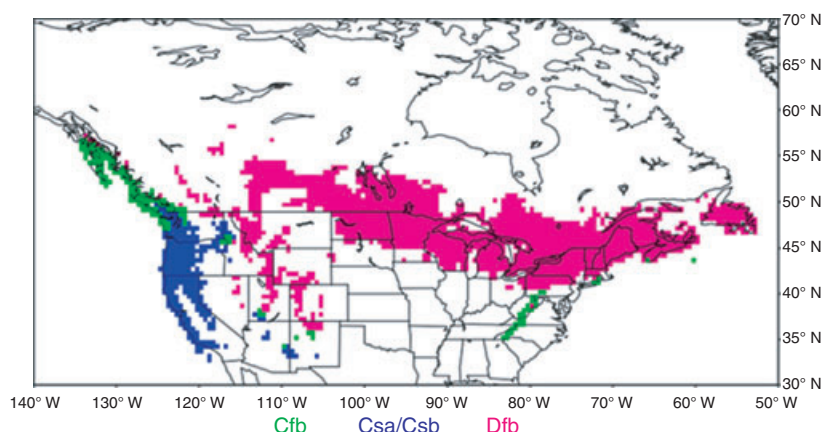 70° N
65° N
60° N
55° N
50° N
45° N
40° N
35° N
30° N
140° W 130° W 120° W 110° W 100° W 90° W 80° W 70° W 60° W 50° W
Cfb Csa/Csb Dfb